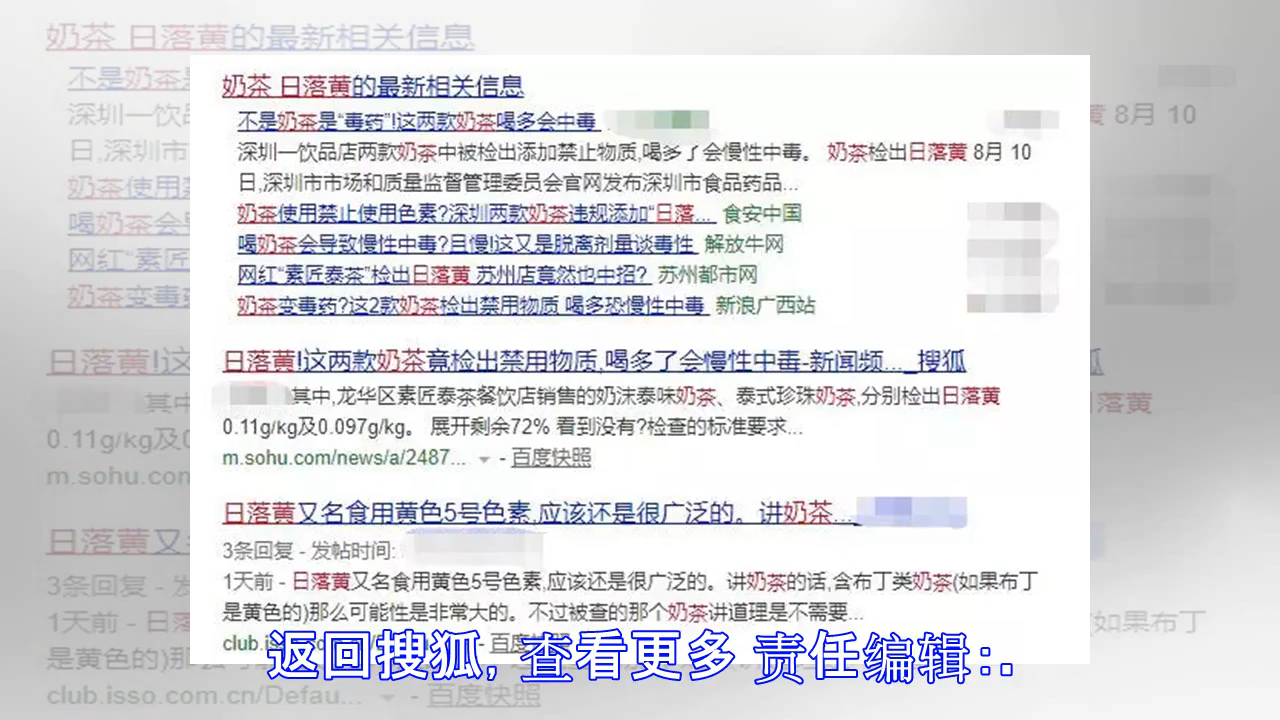 奶茶 日落黄的最新相关信息
不是奶茶是“毒药”!这两款奶茶喝多会中毒
深圳一饮品店两款奶茶中被检出添加禁止物质,喝多了会慢性中毒。 奶茶检出日落黄 8月 10
日,深圳市市场和质量监督管理委员会官网发布深圳市食品药品...
奶茶使用禁止使用色素?深圳两款奶茶违规添加“日落... 食安中国
喝奶茶会导致慢性中毒?且慢!这又是脱离剂量谈毒性 解放牛网
网红“素匠泰茶”检出日落黄 苏州店竟然也中招? 苏州都市网
奶茶变毒药?这2款奶茶检出禁用物质 喝多恐慢性中毒 新浪广西站
日落黄!这两款奶茶竟检出禁用物质,喝多了会慢性中毒-新闻频..._搜狐
其中,龙华区素匠泰茶餐饮店销售的奶沫泰味奶茶、泰式珍珠奶茶,分别检出日落黄
0.11g/kg及0.097g/kg。 展开剩余72% 看到没有?检查的标准要求...
m.sohu.com/news/a/2487... - 百度快照
日落黄又名食用黄色5号色素,应该还是很广泛的。讲奶茶...
3条回复 - 发帖时间:
1天前 - 日落黄又名食用黄色5号色素,应该还是很广泛的。讲奶茶的话,含布丁类奶茶(如果布丁
是黄色的)那么可能性是非常大的。不过被查的那个奶茶讲道理是不需要...
club.isso.com.cn/Defau... - 百度快照
返回搜狐, 查看更多 责任编辑:.